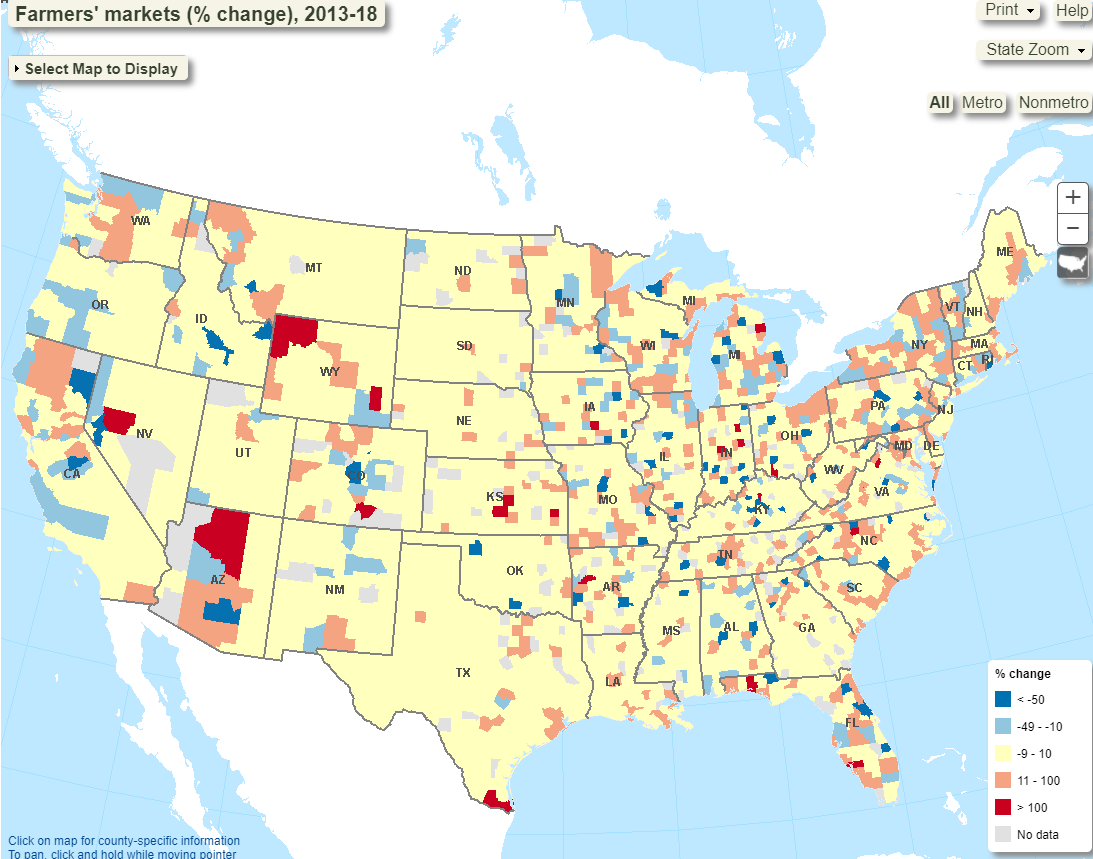 Farmers' markets (% change), 2013-18
Print
Help
Select Map to Display
State Zoom
All
Metro
Nonmetro
+
−
WA
MT
ND
MN
ME
OR
ID
SD
WI
MI
MI
VT
NH
NY
MA
CT
RI
WY
NE
IA
PA
NJ
NV
UT
CO
IL
IN
OH
MD
DE
CA
KS
MO
WV
VA
KY
AZ
NM
OK
AR
TN
NC
SC
MS
AL
GA
TX
LA
FL
% change
< -50
-49 - -10
-9 - 10
11 - 100
> 100
No data
Click on map for county-specific information
To pan, click and hold while moving pointer